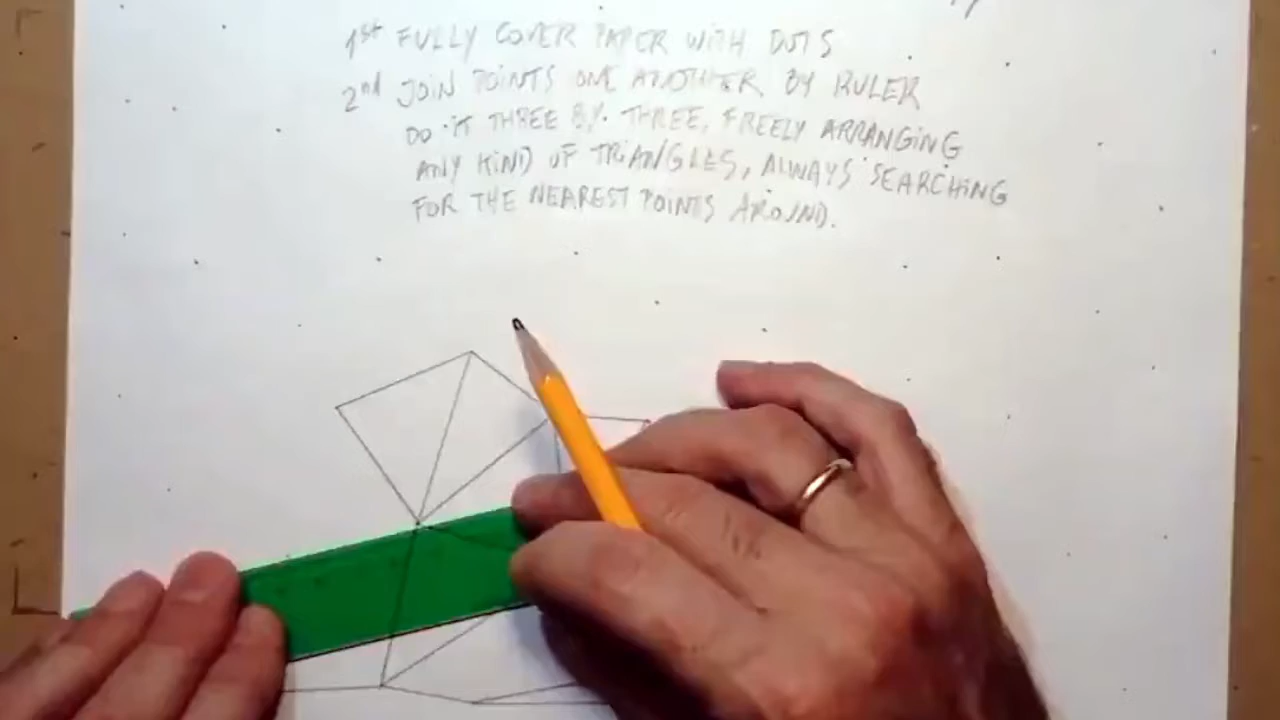 1st FULLY COVER PAPER WITH DOTS
2nd JOIN POINTS ONE ANOTHER BY RULER
DO IT THREE BY THREE, FREELY ARRANGING
ANY KIND OF TRIANGLES, ALWAYS SEARCHING
FOR THE NEAREST POINTS AROUND.